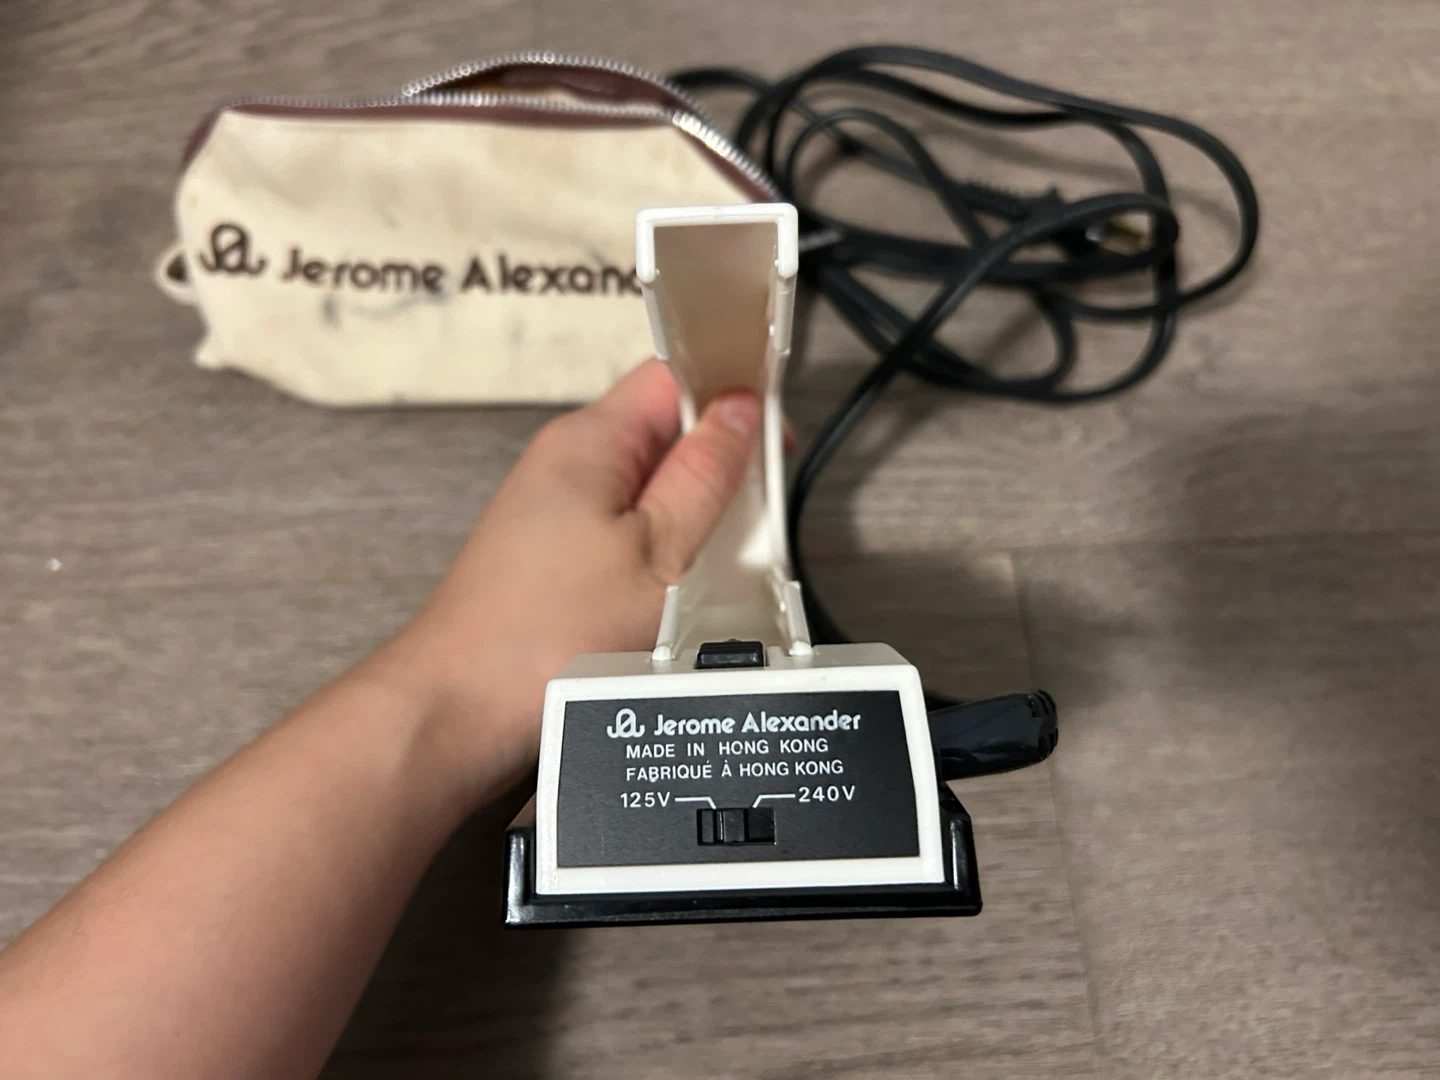 Jerome Alexand
Jerome Alexander
MADE IN HONG KONG
FABRIQUÉ À HONG KONG
125V 240V